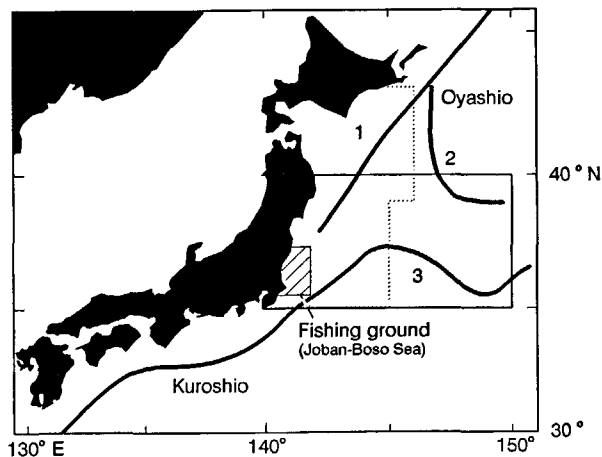 Oyashio
1
2
40° N
3
Fishing ground
(Joban-Boso Sea)
Kuroshio
30°
130° E
140°
150°